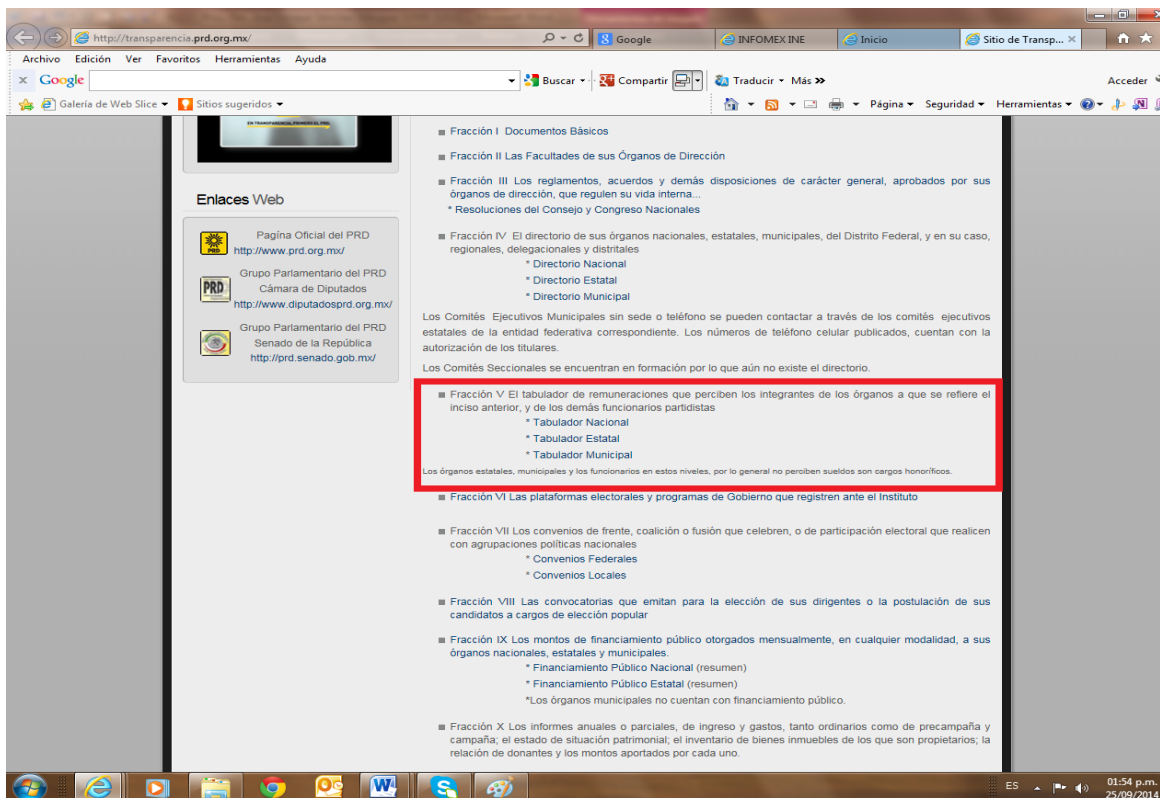 http://transparencia.prd.org.mx/
Google
INFOMEX INE
Inicio
Sitio de Transp...
Archivo Edición Ver Favoritos Herramientas Ayuda
Google
Buscar
Compartir
Traducir
Más »
Acceder
Galería de Web Slice
Sitios sugeridos
Página
Seguridad
Herramientas
EN TRANSPARENCIA, PRIMERO EL PRD.
Enlaces Web
Pagína Oficial del PRD
http://www.prd.org.mx/
Grupo Parlamentario del PRD
Cámara de Diputados
http://www.diputadosprd.org.mx/
Grupo Parlamentario del PRD
Senado de la República
http://prd.senado.gob.mx/
PRD
PRD
Fracción I Documentos Básicos
Fracción II Las Facultades de sus Órganos de Dirección
Fracción III Los reglamentos, acuerdos y demás disposiciones de carácter general, aprobados por sus
órganos de dirección, que regulen su vida interna...
* Resoluciones del Consejo y Congreso Nacionales
Fracción IV El directorio de sus órganos nacionales, estatales, municipales, del Distrito Federal, y en su caso,
regionales, delegacionales y distritales
* Directorio Nacional
* Directorio Estatal
* Directorio Municipal
Los Comités Ejecutivos Municipales sin sede o teléfono se pueden contactar a través de los comités ejecutivos
estatales de la entidad federativa correspondiente. Los números de teléfono celular publicados, cuentan con la
autorización de los titulares.
Los Comités Seccionales se encuentran en formación por lo que aún no existe el directorio.
Fracción V El tabulador de remuneraciones que perciben los integrantes de los órganos a que se refiere el
inciso anterior, y de los demás funcionarios partidistas
* Tabulador Nacional
* Tabulador Estatal
* Tabulador Municipal
Los órganos estatales, municipales y los funcionarios en estos niveles, por lo general no perciben sueldos son cargos honoríficos.
Fracción VI Las plataformas electorales y programas de Gobierno que registren ante el Instituto
Fracción VII Los convenios de frente, coalición o fusión que celebren, o de participación electoral que realicen
con agrupaciones políticas nacionales
* Convenios Federales
* Convenios Locales
Fracción VIII Las convocatorias que emitan para la elección de sus dirigentes o la postulación de sus
candidatos a cargos de elección popular
Fracción IX Los montos de financiamiento público otorgados mensualmente, en cualquier modalidad, a sus
órganos nacionales, estatales y municipales.
* Financiamiento Público Nacional (resumen)
* Financiamiento Público Estatal (resumen)
*Los órganos municipales no cuentan con financiamiento público.
Fracción X Los informes anuales o parciales, de ingreso y gastos, tanto ordinarios como de precampaña y
campaña; el estado de situación patrimonial; el inventario de bienes inmuebles de los que son propietarios; la
relación de donantes y los montos aportados por cada uno.
ES
01:54 p.m.
25/09/2014